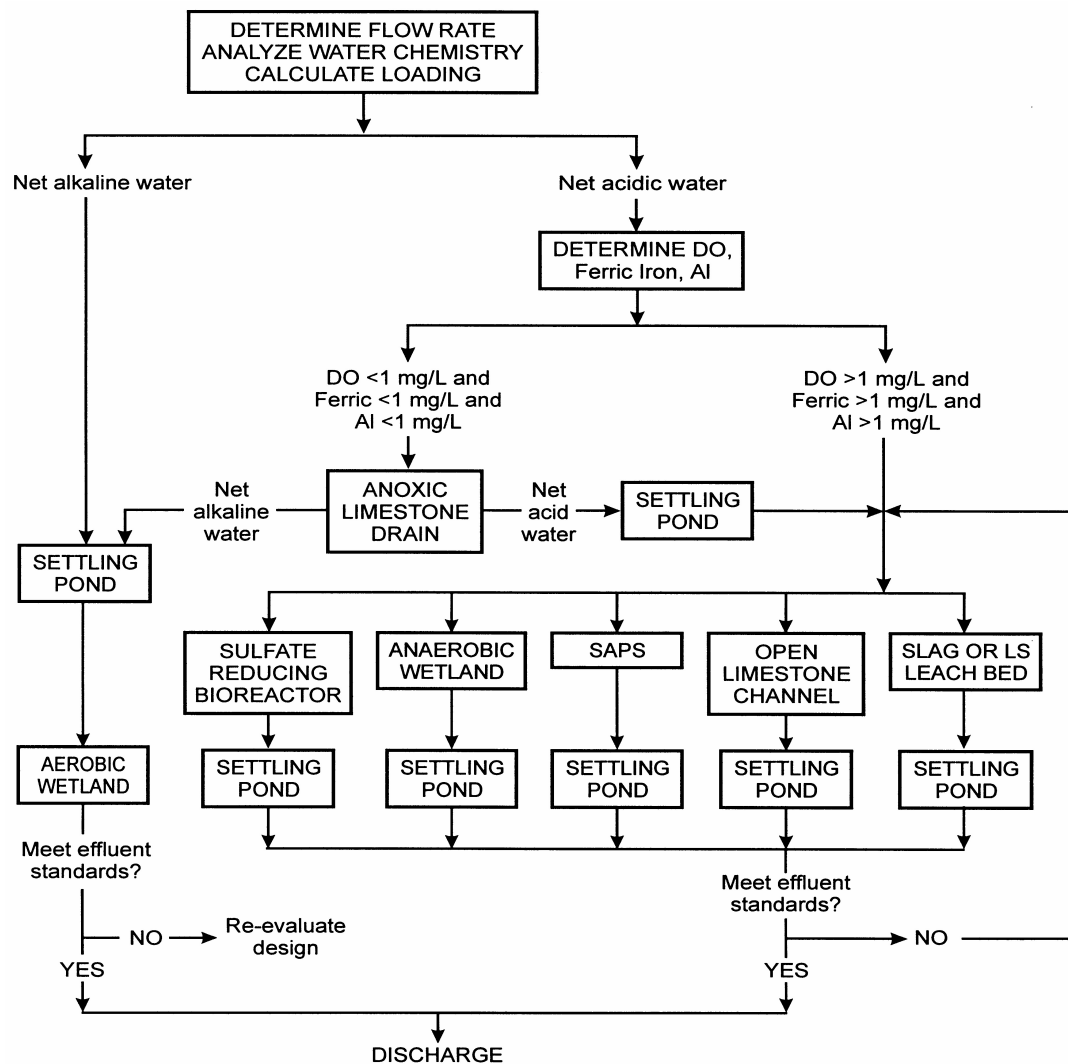 DETERMINE FLOW RATE
ANALYZE WATER CHEMISTRY
CALCULATE LOADING
Net alkaline water
Net acidic water
DETERMINE DO,
Ferric Iron, Al
DO <1 mg/L and
Ferric <1 mg/L and
Al <1 mg/L
DO >1 mg/L and
Ferric >1 mg/L and
Al >1 mg/L
Net
alkaline
water
ANOXIC
LIMESTONE
DRAIN
Net
acid
water
SETTLING
POND
SETTLING
POND
SULFATE
REDUCING
BIOREACTOR
ANAEROBIC
WETLAND
SAPS
OPEN
LIMESTONE
CHANNEL
SLAG OR LS
LEACH BED
AEROBIC
WETLAND
SETTLING
POND
SETTLING
POND
SETTLING
POND
SETTLING
POND
SETTLING
POND
Meet effluent
standards?
Meet effluent
standards?
NO
Re-evaluate
design
NO
YES
YES
DISCHARGE